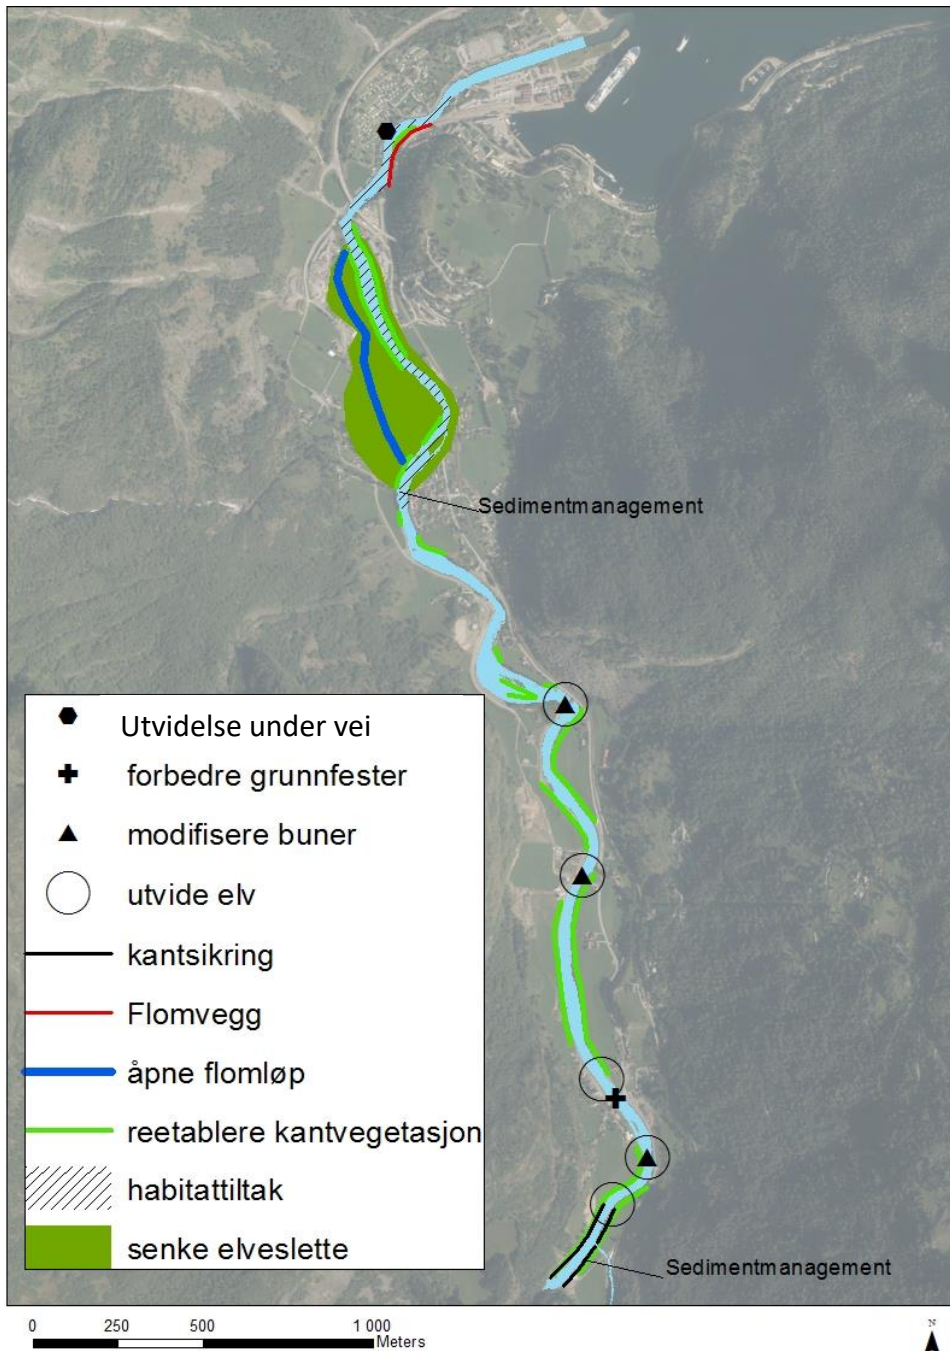 Sedimentmanagement
Utvidelse under vei
forbedre grunnfester
modifisere buner
utvide elv
kantsikring
Flomvegg
åpne flomløp
reetablere kantvegetasjon
habitattiltak
senke elveslette
Sedimentmanagement
0 250 500 1 000
Meters
N